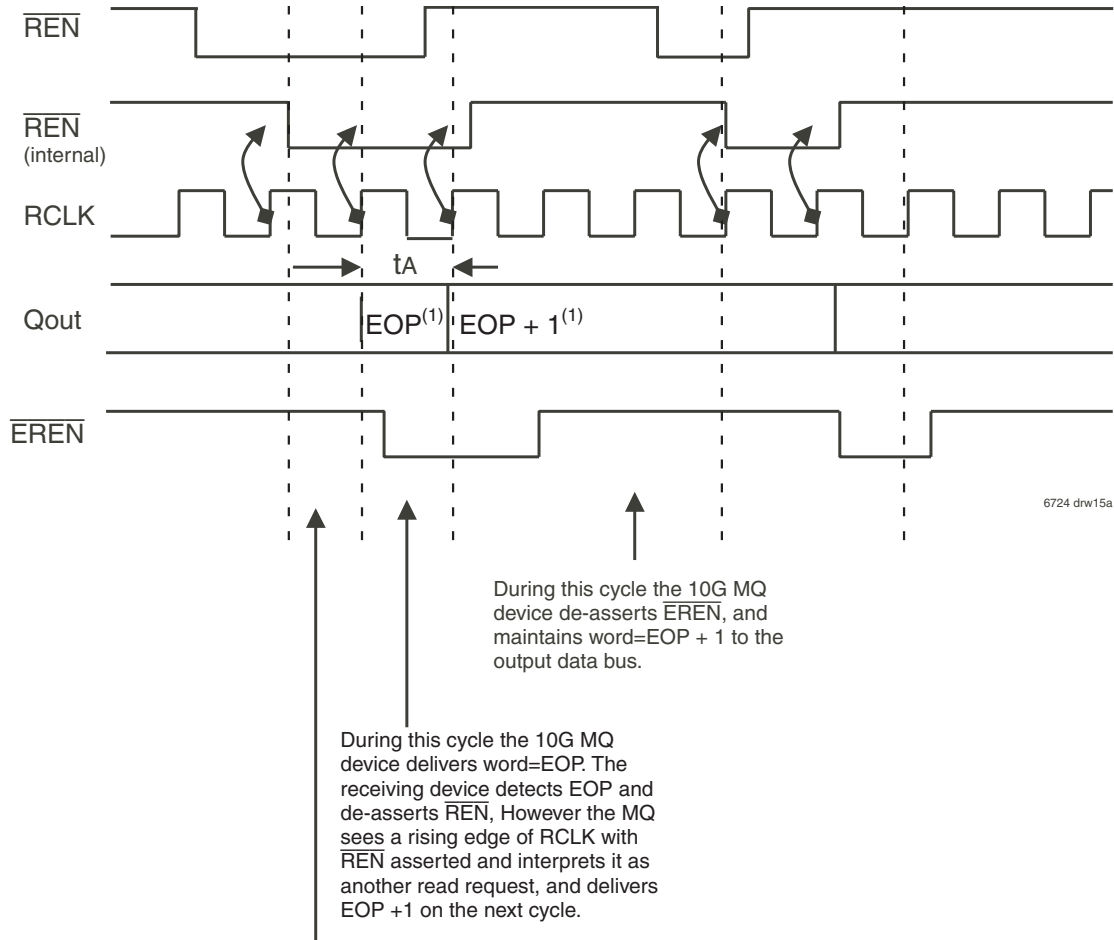 REN
REN
(internal)
RCLK
tA
Qout
EOP(1)
EOP + 1(1)
EREN
6724 drw15a
During this cycle the 10G MQ
device de-asserts EREN, and
maintains word=EOP + 1 to the
output data bus.
During this cycle the 10G MQ
device delivers word=EOP. The
receiving device detects EOP and
de-asserts REN, However the MQ
sees a rising edge of RCLK with
REN asserted and interprets it as
another read request, and delivers
EOP +1 on the next cycle.